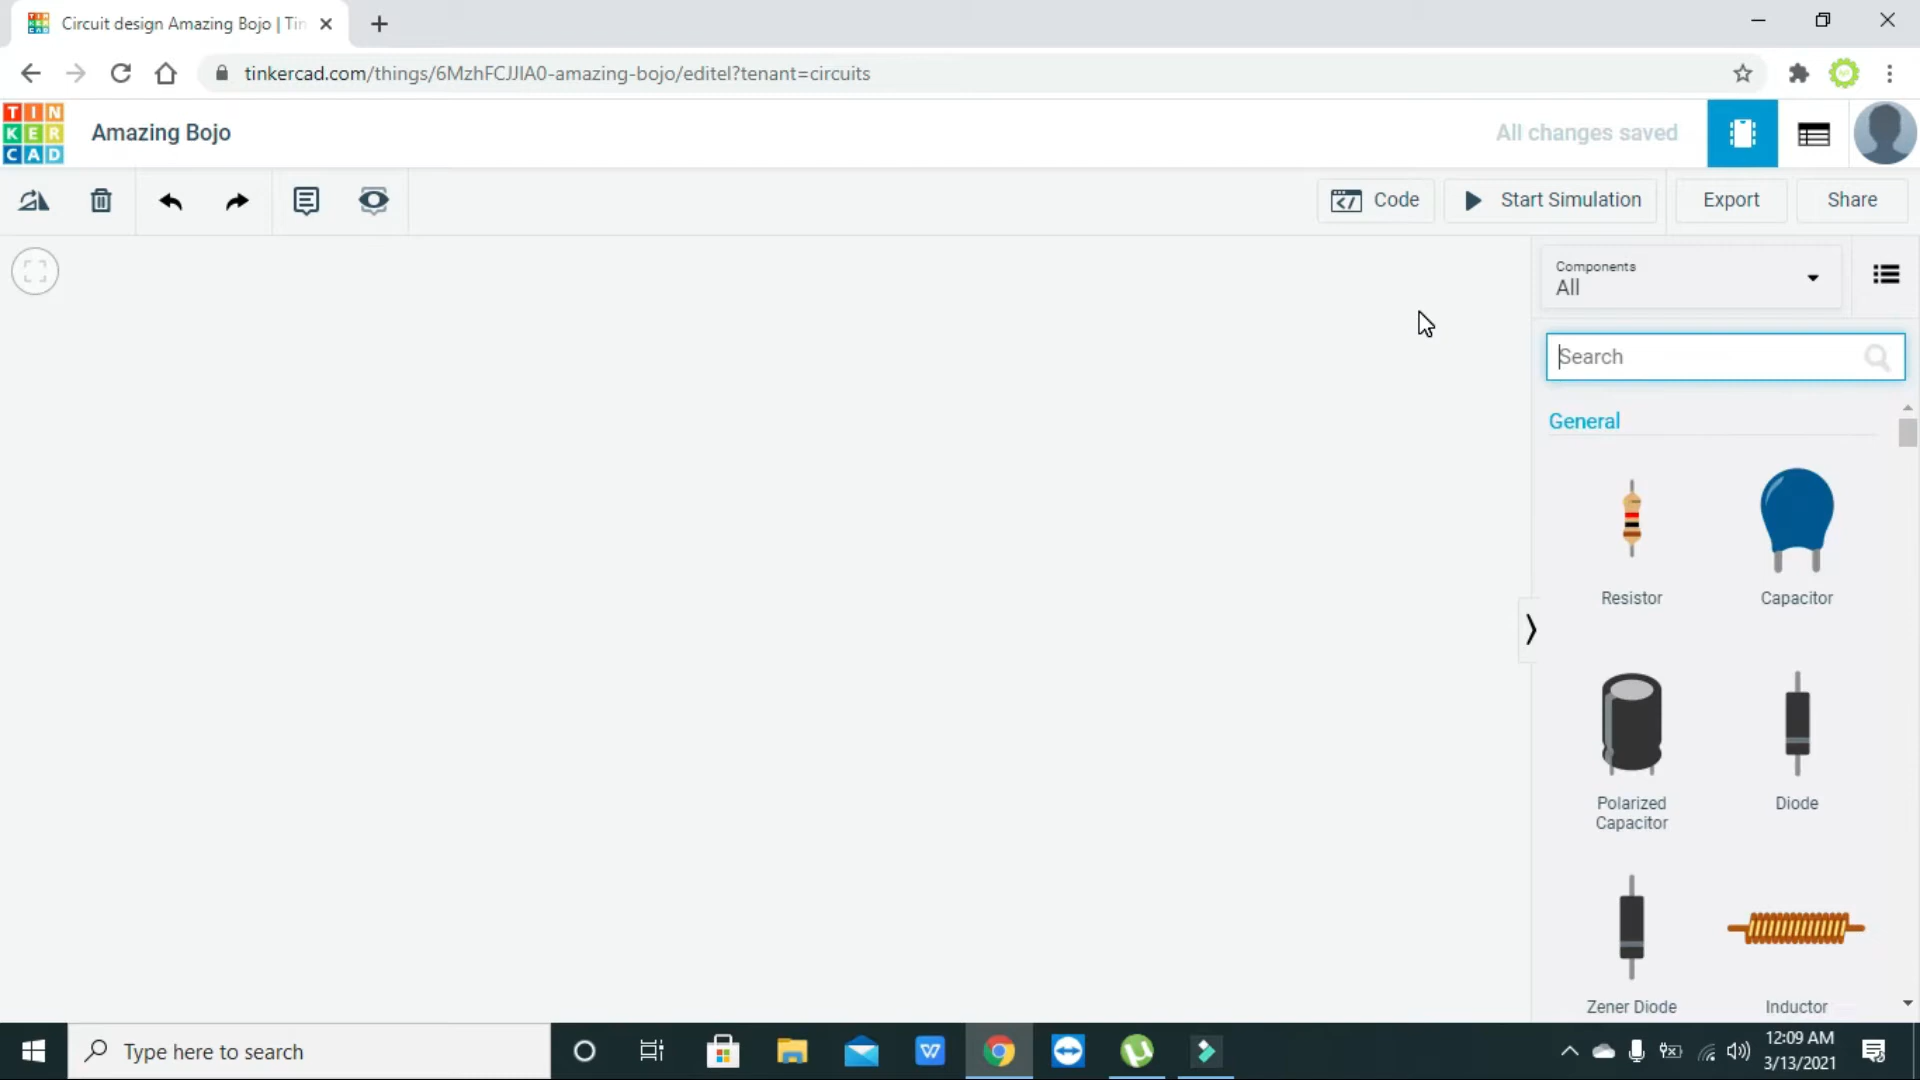 Circuit design Amazing Bojo | Tin
tinkercad.com/things/6MzhFCJJIA0-amazing-bojo/editel?tenant=circuits
TIN
KER
CAD
Amazing Bojo
All changes saved
Code
Start Simulation
Export
Share
Components
All
Search
General
Resistor
Capacitor
Polarized
Capacitor
Diode
Zener Diode
Inductor
Type here to search
12:09 AM
3/13/2021